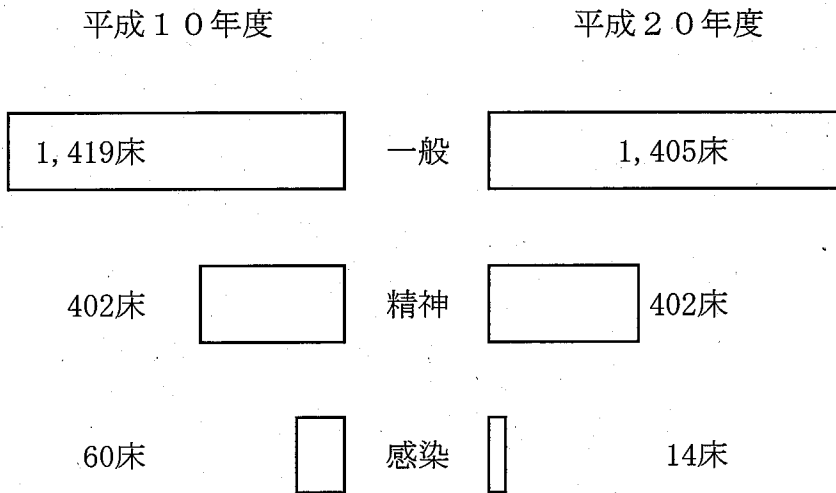 平成１０年度 平成２０年度
1,419床 一般 1,405床
402床 精神 402床
60床 感染 14床